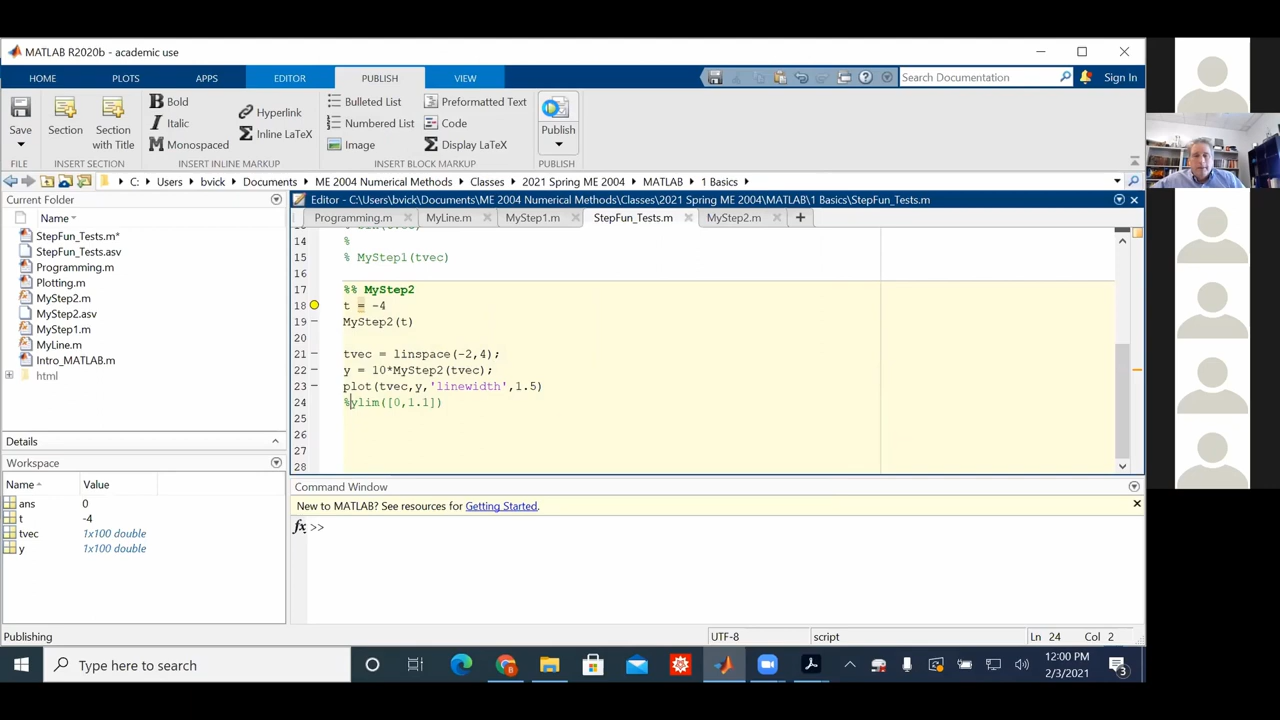 MATLAB R2020b - academic use
HOME PLOTS APPS EDITOR PUBLISH VIEW Search Documentation Sign In
Save Section Section with Title
B Bold
I Italic
M Monospaced
Hyperlink
Σ Inline LaTeX
Bulleted List
Numbered List
Image
Preformatted Text
Code
Σ Display LaTeX
Publish
FILE INSERT SECTION INSERT INLINE MARKUP INSERT BLOCK MARKUP PUBLISH
C: Users bvick Documents ME 2004 Numerical Methods Classes 2021 Spring ME 2004 MATLAB 1 Basics
Current Folder
Name
StepFun_Tests.m*
StepFun_Tests.asv
Programming.m
Plotting.m
MyStep2.m
MyStep2.asv
MyStep1.m
MyLine.m
Intro_MATLAB.m
html
Details
Workspace
Name Value
ans 0
t -4
tvec 1x100 double
y 1x100 double
Editor - C:\Users\bvick\Documents\ME 2004 Numerical Methods\Classes\2021 Spring ME 2004\MATLAB\1 Basics\StepFun_Tests.m
Programming.m MyLine.m MyStep1.m StepFun_Tests.m MyStep2.m
14 %
15 % MyStep1(tvec)
16
17 %% MyStep2
18 t = -4
19 MyStep2(t)
20
21 tvec = linspace(-2,4);
22 y = 10*MyStep2(tvec);
23 plot(tvec,y,'linewidth',1.5)
24 %ylim([0,1.1])
25
26
27
28
Command Window
New to MATLAB? See resources for Getting Started.
fx >>
Publishing UTF-8 script Ln 24 Col 2
Type here to search
12:00 PM
2/3/2021
3